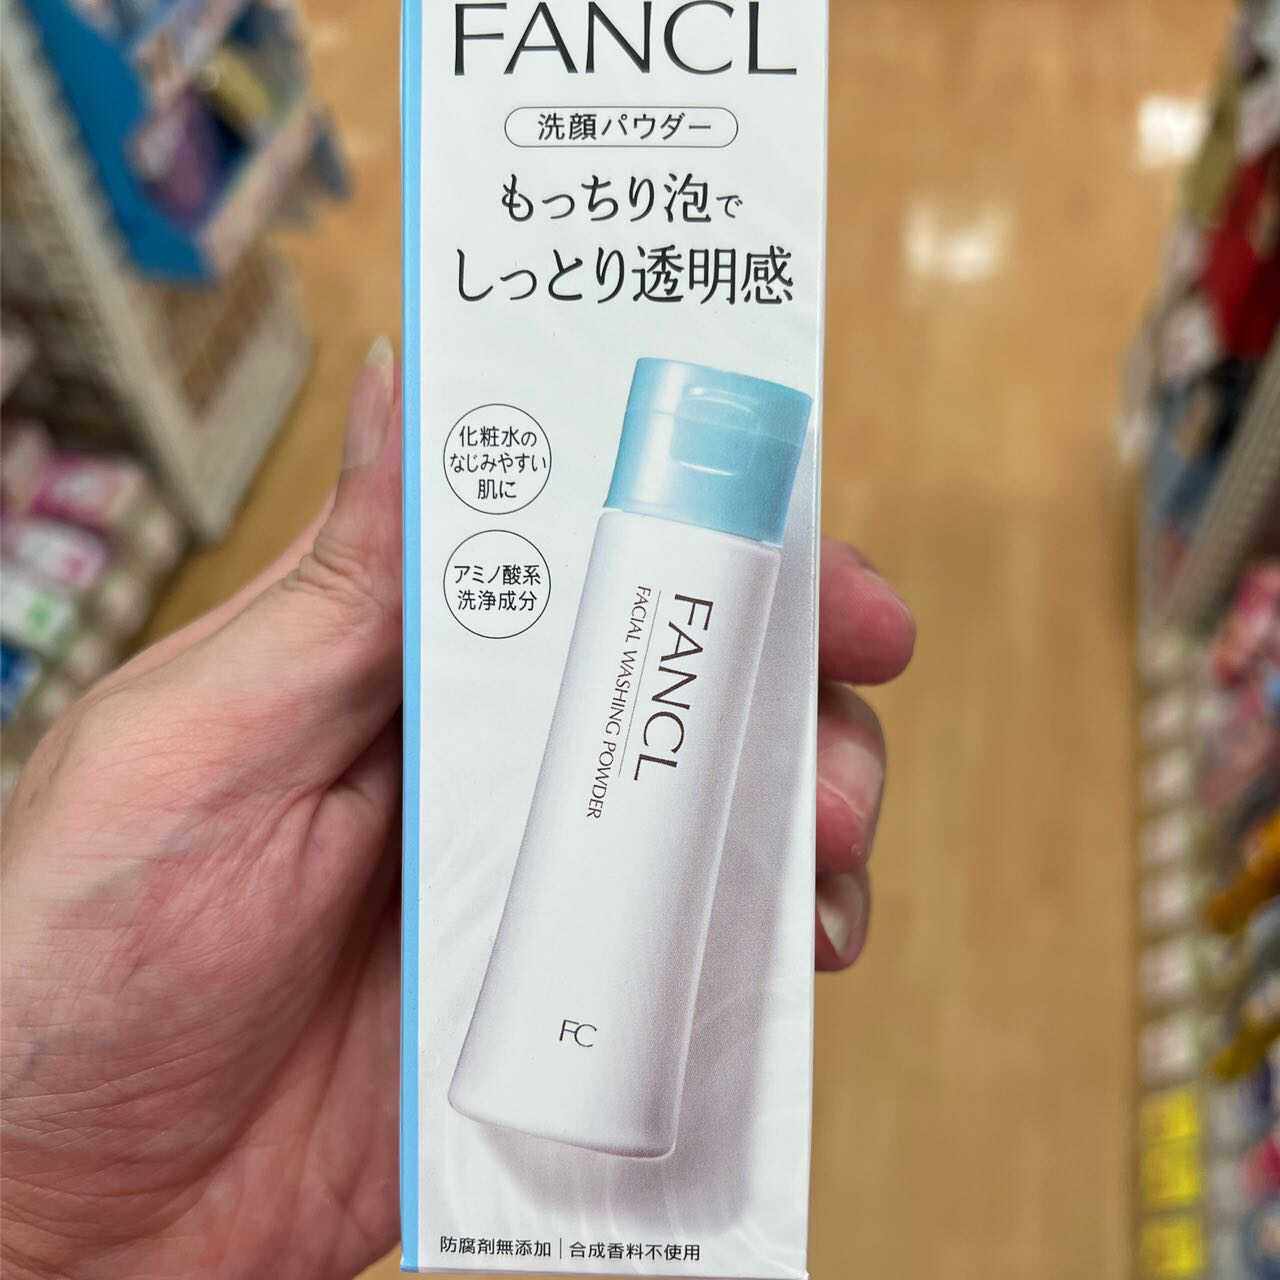 FANCL
洗顔パウダー
もっちり泡で
しっとり透明感
化粧水の
なじみやすい
肌に
アミノ酸系
洗浄成分
FANCL
FACIAL WASHING POWDER
FC
防腐剤無添加|合成香料不使用